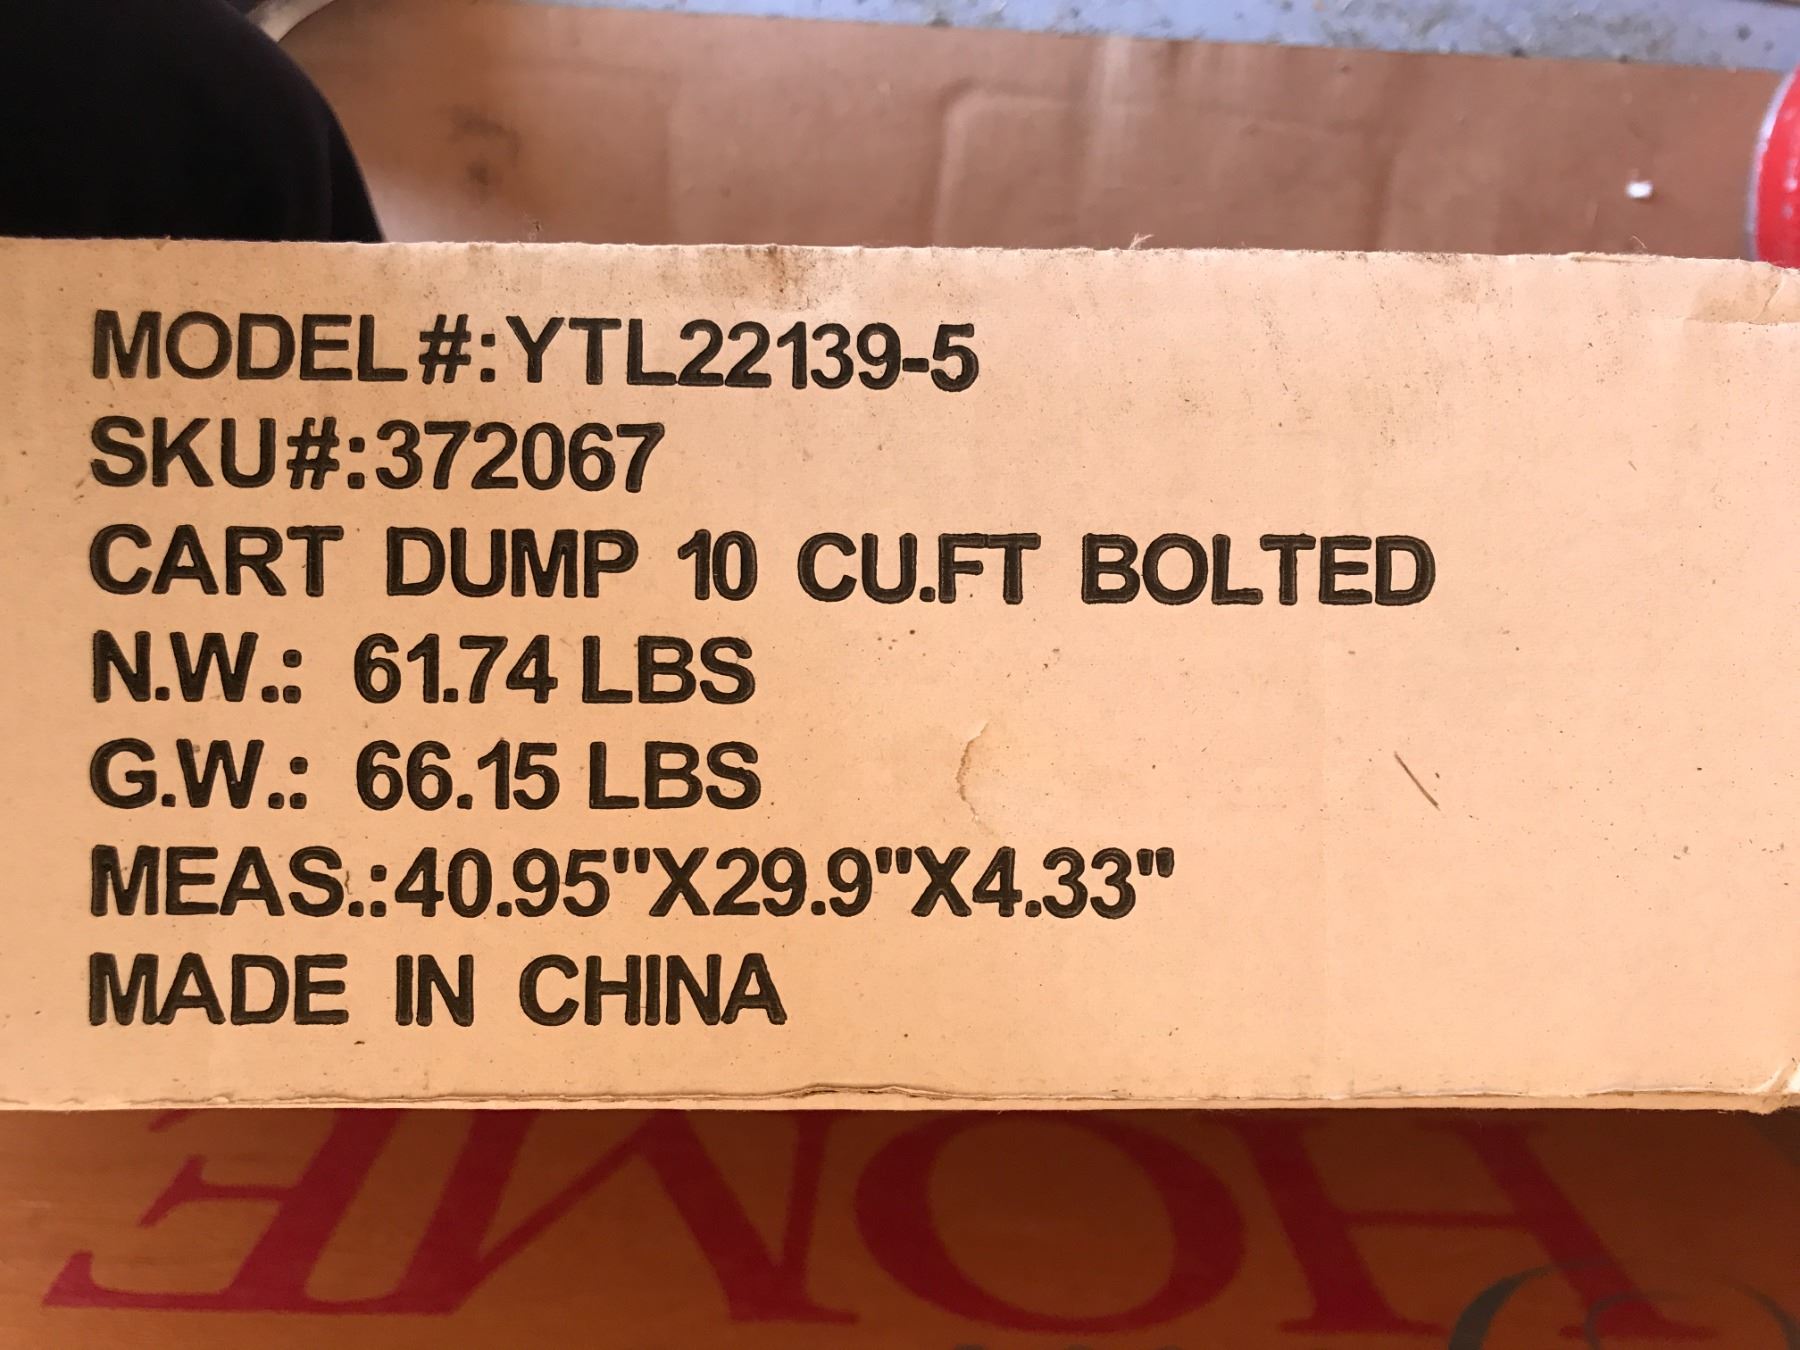 MODEL#:YTL22139-5
SKU#:372067
CART DUMP 10 CU.FT BOLTED
N.W.: 61.74 LBS
G.W.: 66.15 LBS
MEAS.:40.95"X29.9"X4.33"
MADE IN CHINA
HOME